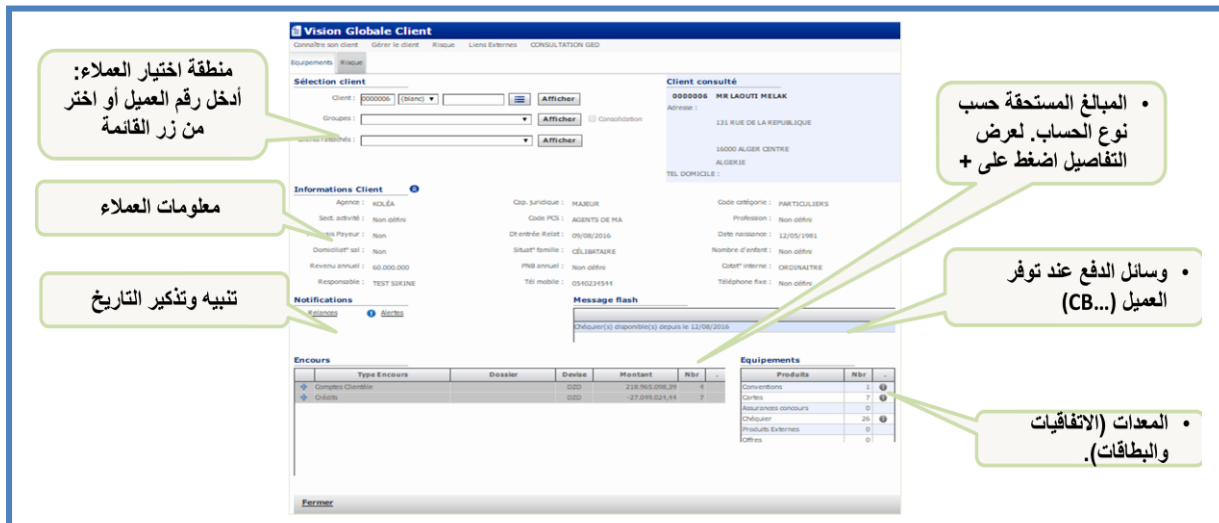 Vision Globale Client
Connaître son client Gérer le client Risque Liens Externes CONSULTATION GED
Equipements Risque
منطقة اختيار العملاء:
أدخل رقم العميل أو اختر
من زر القائمة
Sélection client
Client : 0000006 (blanc) Afficher
Groupes : Afficher Consolidation
Afficher
Client consulté
0000006 MR LAOUTI MELAK
Adresse :
131 RUE DE LA REPUBLIQUE
16000 ALGER CENTRE
ALGERIE
TEL DOMICILE :
• المبالغ المستحقة حسب
نوع الحساب. لعرض
التفاصيل اضغط على +
معلومات العملاء
Informations Client
Agence : KOLÉA Cap. juridique : MAJEUR Code catégorie : PARTICULIERS
Sect. activité : Non défini Code PCS : AGENTS DE MA Profession : Non défini
Payeur : Non Dt entrée Relat : 09/08/2016 Date naissance : 12/05/1981
Domiciliat° sal : Non Situat° famille : CÉLIBATAIRE Nombre d'enfant : Non défini
Revenu annuel : 60.000.000 PNB annuel : Non défini Cotat° interne : ORDINAITRE
Responsable : TEST SIKINE Tél mobile : 0540234544 Téléphone fixe : Non défini
• وسائل الدفع عند توفر
العميل (CB...)
تنبيه وتذكير التاريخ
Notifications
Relances Alertes
Message flash
Chéquier(s) disponible(s) depuis le 12/08/2016
Encours
Type Encours Dossier Devise Montant Nbr .
Comptes Clientèle DZD 218.965.098,39 4
Crédits DZD -27.049.024,44 7
Equipements
Produits Nbr .
Conventions 1
Cartes 7
Assurances concours 0
Chéquier 26
Produits Externes 0
Offres 0
• المعدات (الاتفاقيات
والبطاقات).
Fermer